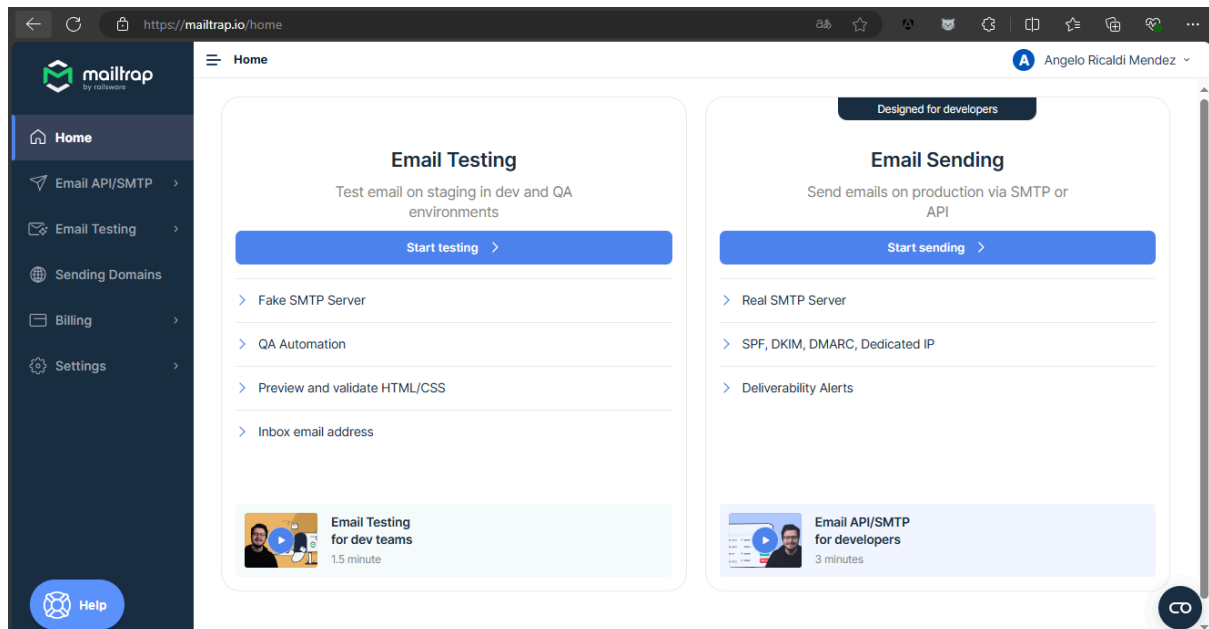 https://mailtrap.io/home
mailtrap
by railsware
Home
A Angelo Ricaldi Mendez
Home
Email API/SMTP
Email Testing
Sending Domains
Billing
Settings
Help
Email Testing
Test email on staging in dev and QA
environments
Start testing
Fake SMTP Server
QA Automation
Preview and validate HTML/CSS
Inbox email address
Email Testing
for dev teams
1.5 minute
Designed for developers
Email Sending
Send emails on production via SMTP or
API
Start sending
Real SMTP Server
SPF, DKIM, DMARC, Dedicated IP
Deliverability Alerts
Email API/SMTP
for developers
3 minutes